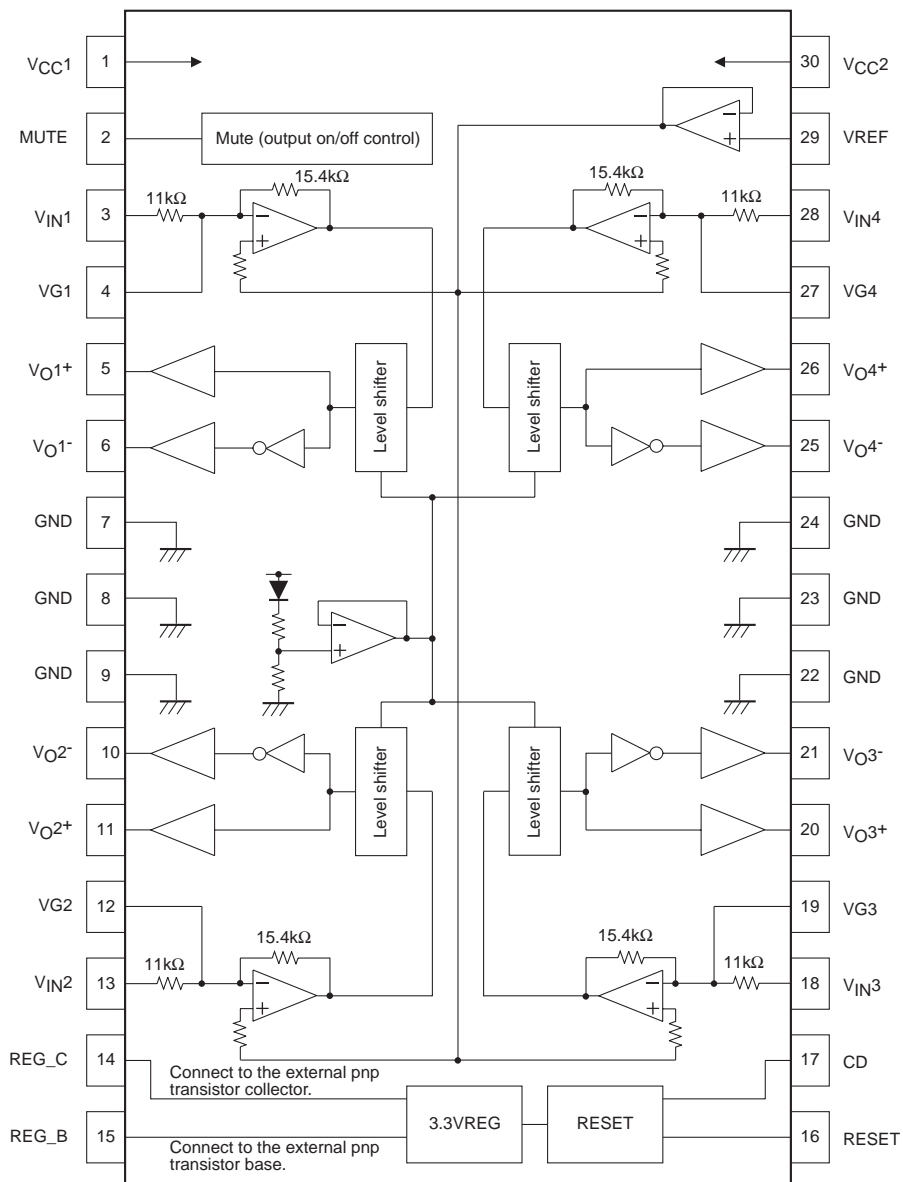 VCC1 1 30 VCC2
MUTE 2 Mute (output on/off control) 29 VREF
15.4kΩ 15.4kΩ
11kΩ 11kΩ
VIN1 3 28 VIN4
VG1 4 27 VG4
VO1+ 5 26 VO4+
Level shifter Level shifter
VO1- 6 25 VO4-
GND 7 24 GND
GND 8 23 GND
GND 9 22 GND
VO2- 10 21 VO3-
Level shifter Level shifter
VO2+ 11 20 VO3+
VG2 12 19 VG3
15.4kΩ 15.4kΩ
11kΩ 11kΩ
VIN2 13 18 VIN3
REG_C 14 17 CD
Connect to the external pnp
transistor collector.
3.3VREG RESET
REG_B 15 16 RESET
Connect to the external pnp
transistor base.